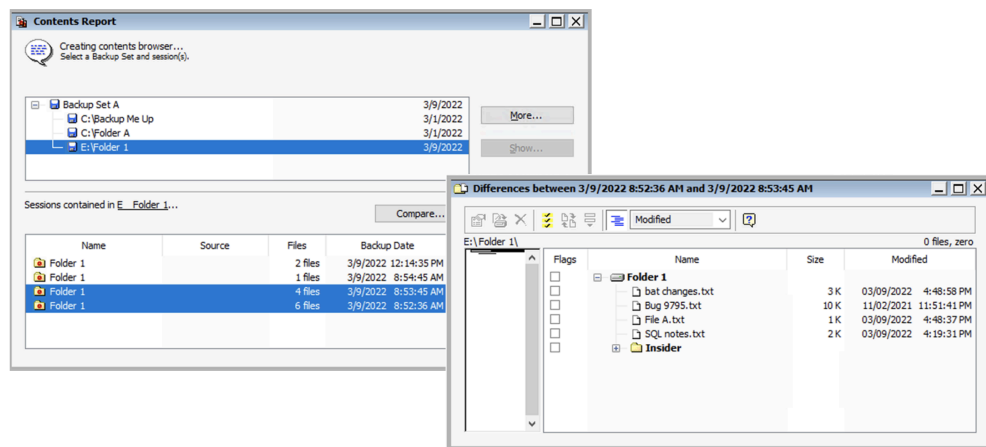 Contents Report
Creating contents browser...
Select a Backup Set and session(s).
Backup Set A 3/9/2022
C:\Backup Me Up 3/1/2022
C:\Folder A 3/1/2022
E:\Folder 1 3/9/2022
More...
Show...
Sessions contained in E__Folder 1...
Compare...
Name Source Files Backup Date
Folder 1 2 files 3/9/2022 12:14:35 PM
Folder 1 1 files 3/9/2022 8:54:45 AM
Folder 1 4 files 3/9/2022 8:53:45 AM
Folder 1 6 files 3/9/2022 8:52:36 AM
Differences between 3/9/2022 8:52:36 AM and 3/9/2022 8:53:45 AM
Modified
E:\Folder 1\ 0 files, zero
Flags Name Size Modified
Folder 1
bat changes.txt 3 K 03/09/2022 4:48:58 PM
Bug 9795.txt 10 K 11/02/2021 11:51:41 PM
File A.txt 1 K 03/09/2022 4:48:37 PM
SQL notes.txt 2 K 03/09/2022 4:19:31 PM
Insider